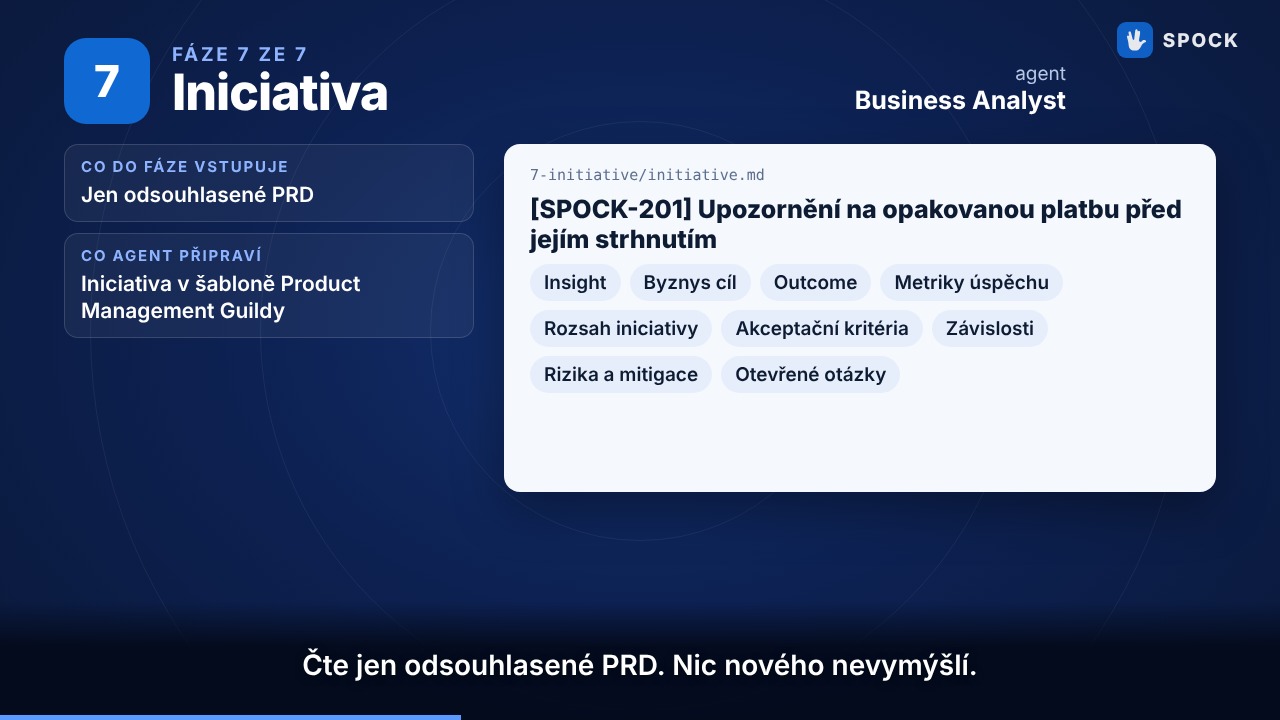 7
FÁZE 7 ZE 7
Iniciativa
SPOCK
agent
Business Analyst
CO DO FÁZE VSTUPUJE
Jen odsouhlasené PRD
CO AGENT PŘIPRAVÍ
Iniciativa v šabloně Product
Management Guildy
7-initiative/initiative.md
[SPOCK-201] Upozornění na opakovanou platbu před
jejím strhnutím
Insight Byznys cíl Outcome Metriky úspěchu
Rozsah iniciativy Akceptační kritéria Závislosti
Rizika a mitigace Otevřené otázky
Čte jen odsouhlasené PRD. Nic nového nevymýšlí.